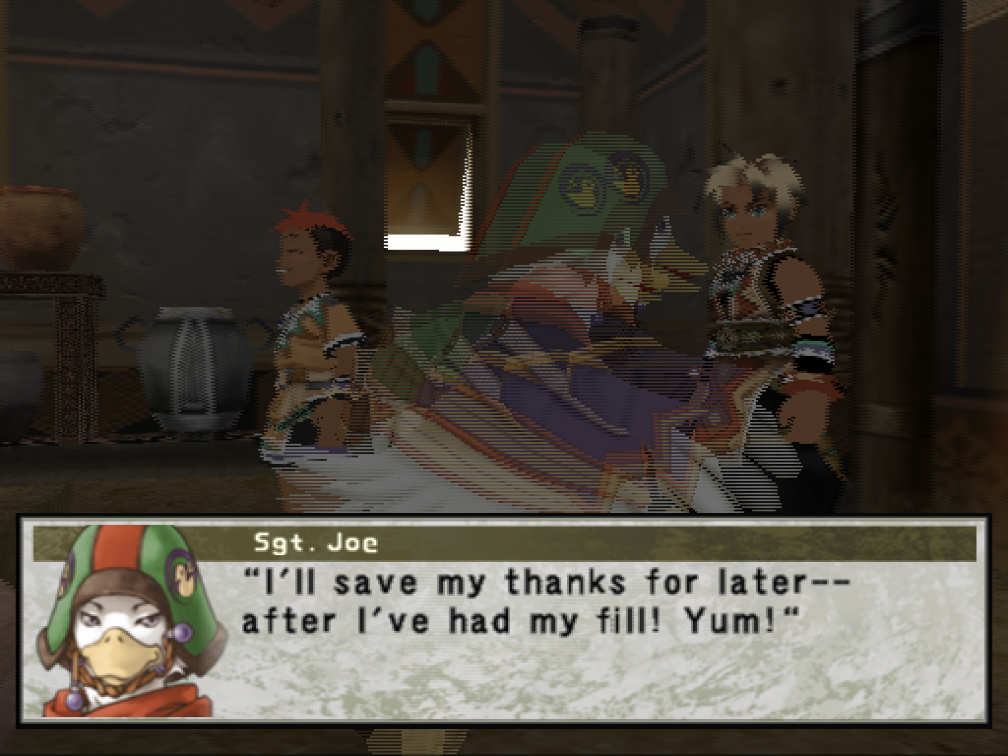 Sgt. Joe
“I'll save my thanks for later--
after I've had my fill! Yum!“